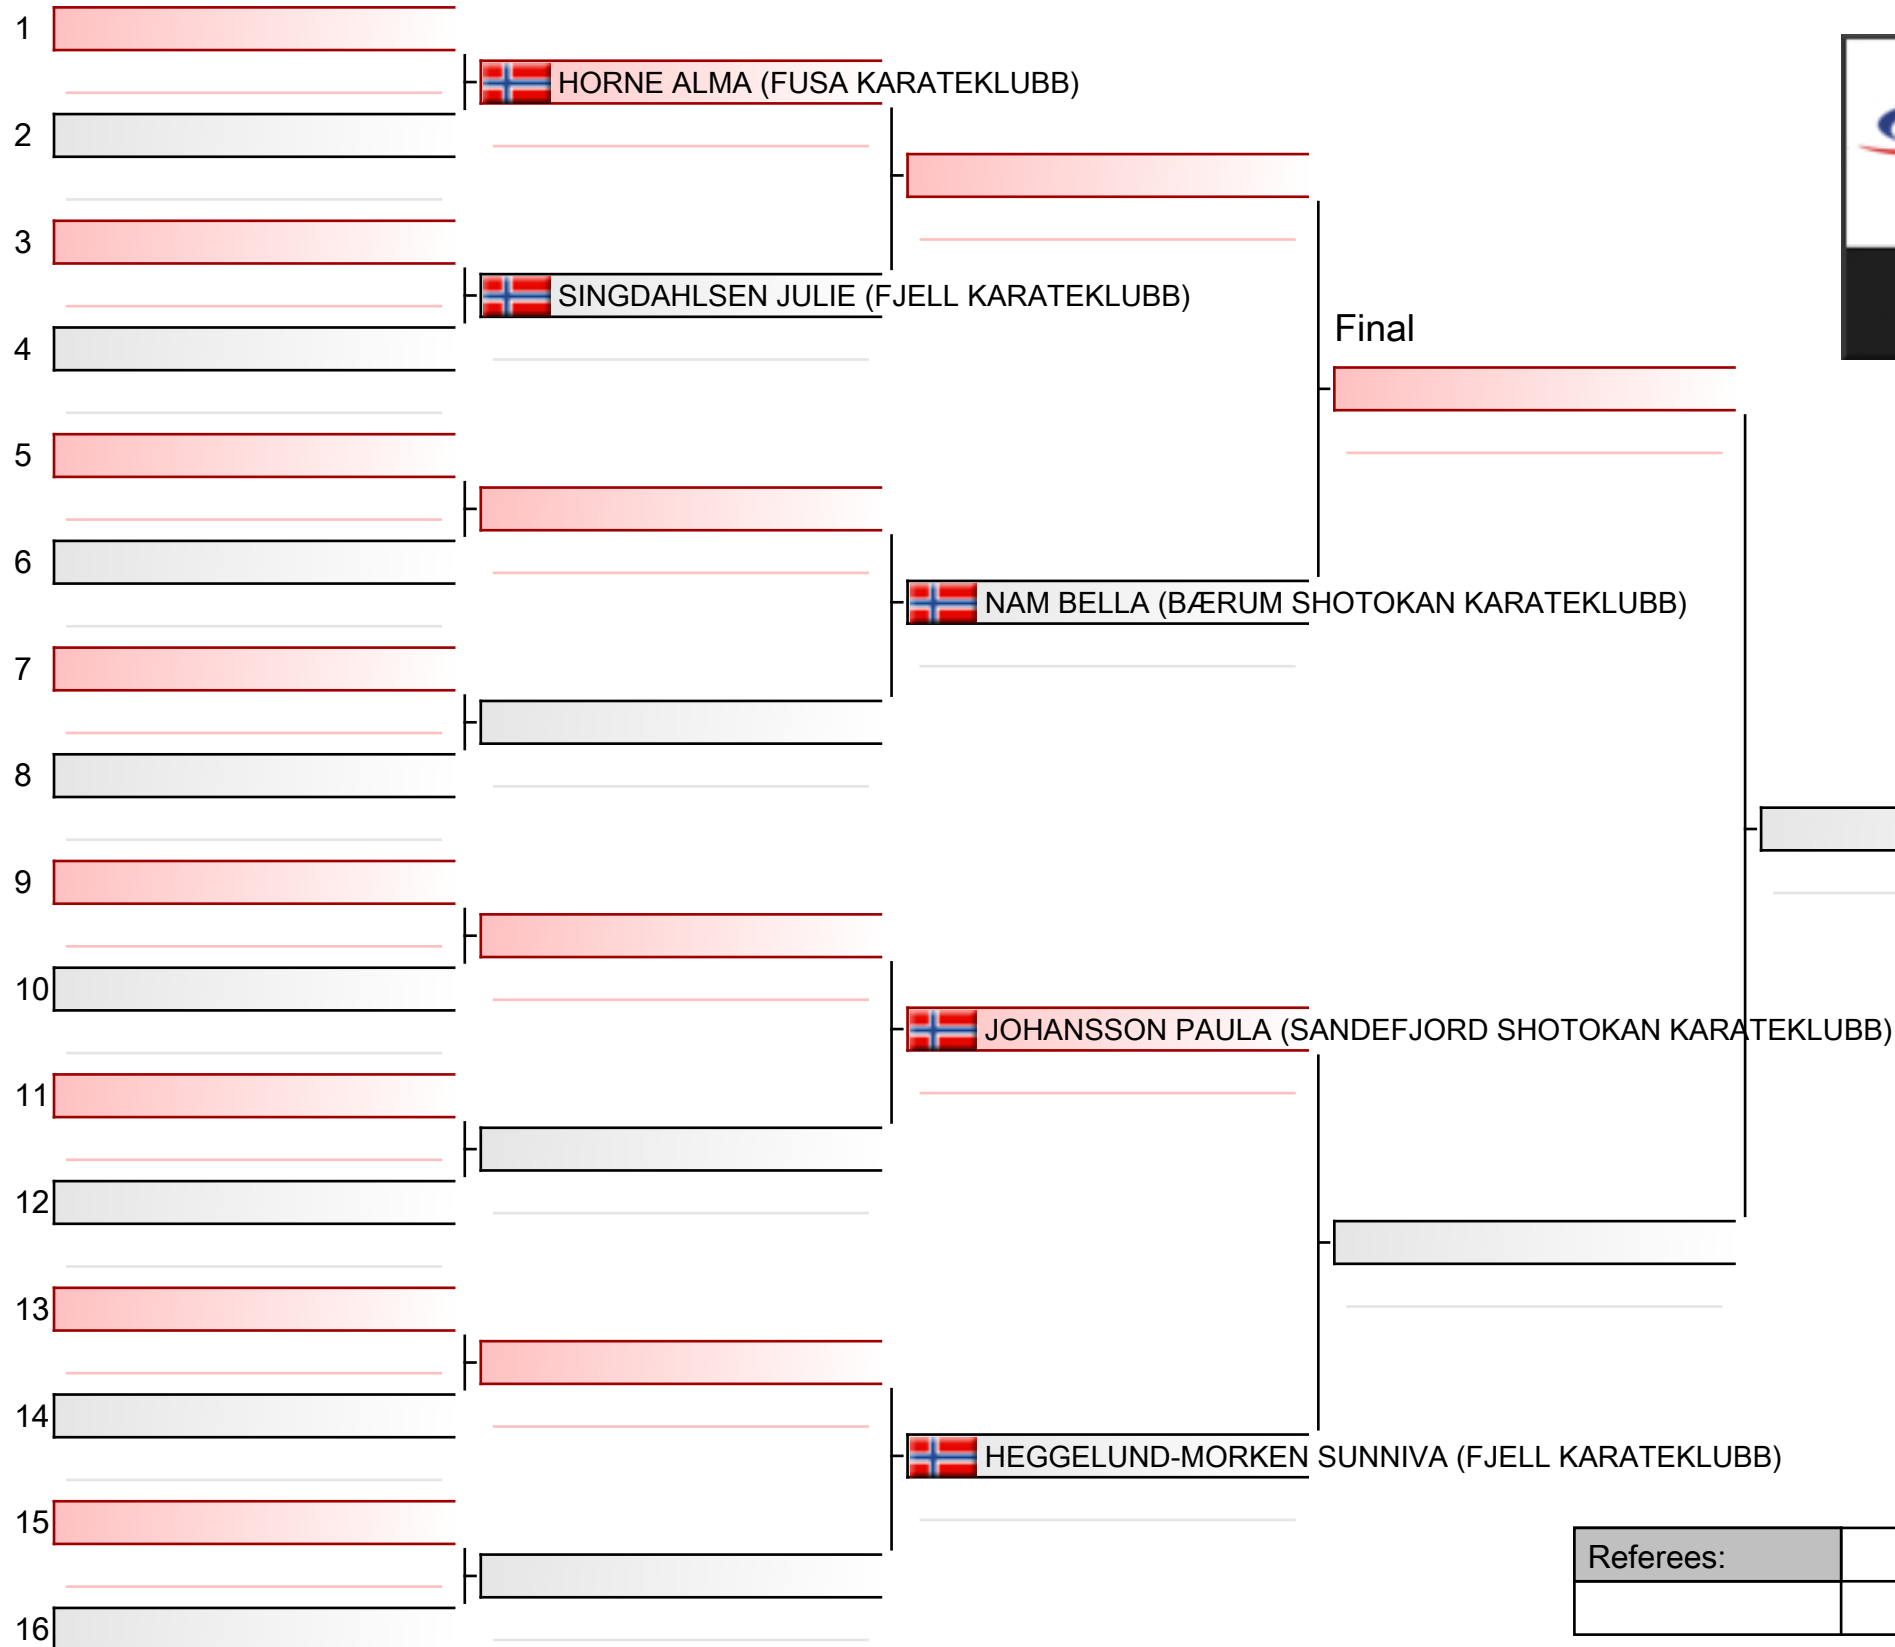 1
HORNE ALMA (FUSA KARATEKLUBB)
2
3
SINGDAHLSEN JULIE (FJELL KARATEKLUBB)
Final
4
5
6
NAM BELLA (BÆRUM SHOTOKAN KARATEKLUBB)
7
8
9
10
JOHANSSON PAULA (SANDEFJORD SHOTOKAN KARATEKLUBB)
11
12
13
14
HEGGELUND-MORKEN SUNNIVA (FJELL KARATEKLUBB)
15
Referees:
16